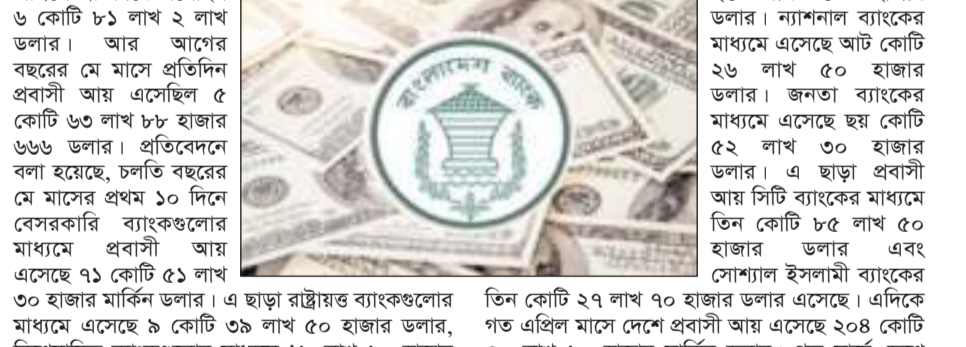 ৬ কোটি ৮১ লাখ ২ লাখ
ডলার। আর আগের
বছরের মে মাসে প্রতিদিন
প্রবাসী আয় এসেছিল ৫
কোটি ৬৩ লাখ ৮৮ হাজার
৬৬৬ ডলার। প্রতিবেদনে
বলা হয়েছে, চলতি বছরের
মে মাসের প্রথম ১০ দিনে
বেসরকারি ব্যাংকগুলোর
মাধ্যমে প্রবাসী আয়
এসেছে ৭১ কোটি ৫১ লাখ
৩০ হাজার মার্কিন ডলার। এ ছাড়া রাষ্ট্রায়ত্ত ব্যাংকগুলোর
মাধ্যমে এসেছে ৯ কোটি ৩৯ লাখ ৫০ হাজার ডলার,
বাংলাদেশ ব্যাংক
ডলার। ন্যাশনাল ব্যাংকের
মাধ্যমে এসেছে আট কোটি
২৬ লাখ ৫০ হাজার
ডলার। জনতা ব্যাংকের
মাধ্যমে এসেছে ছয় কোটি
৫২ লাখ ৩০ হাজার
ডলার। এ ছাড়া প্রবাসী
আয় সিটি ব্যাংকের মাধ্যমে
তিন কোটি ৮৫ লাখ ৫০
হাজার ডলার এবং
সোশ্যাল ইসলামী ব্যাংকের
তিন কোটি ২৭ লাখ ৭০ হাজার ডলার এসেছে। এদিকে
গত এপ্রিল মাসে দেশে প্রবাসী আয় এসেছে ২০৪ কোটি